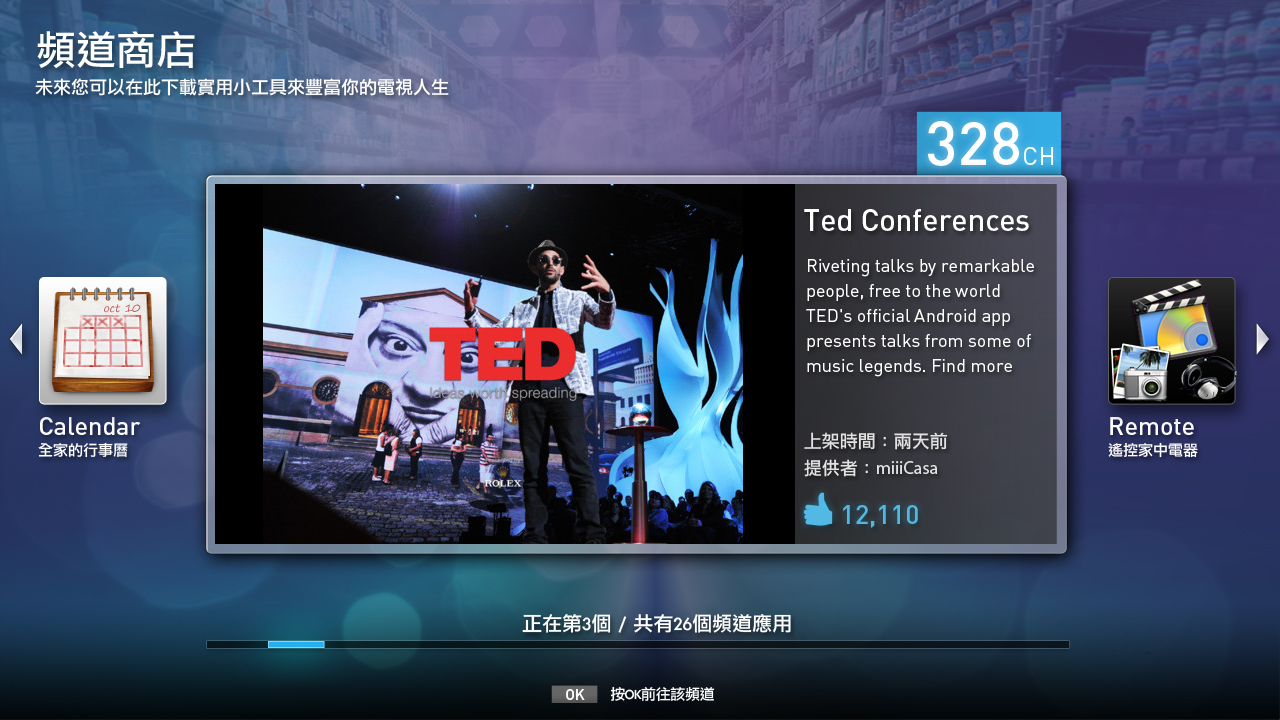 頻道商店
未來您可以在此下載實用小工具來豐富你的電視人生
328CH
Ted Conferences
Riveting talks by remarkable
people, free to the world
TED's official Android app
presents talks from some of
music legends. Find more
上架時間：兩天前
提供者：miiiCasa
12,110
TED
Ideas worth spreading
ROLEX
oct 10
Calendar
全家的行事曆
Remote
遙控家中電器
正在第3個 / 共有26個頻道應用
OK 按OK前往該頻道